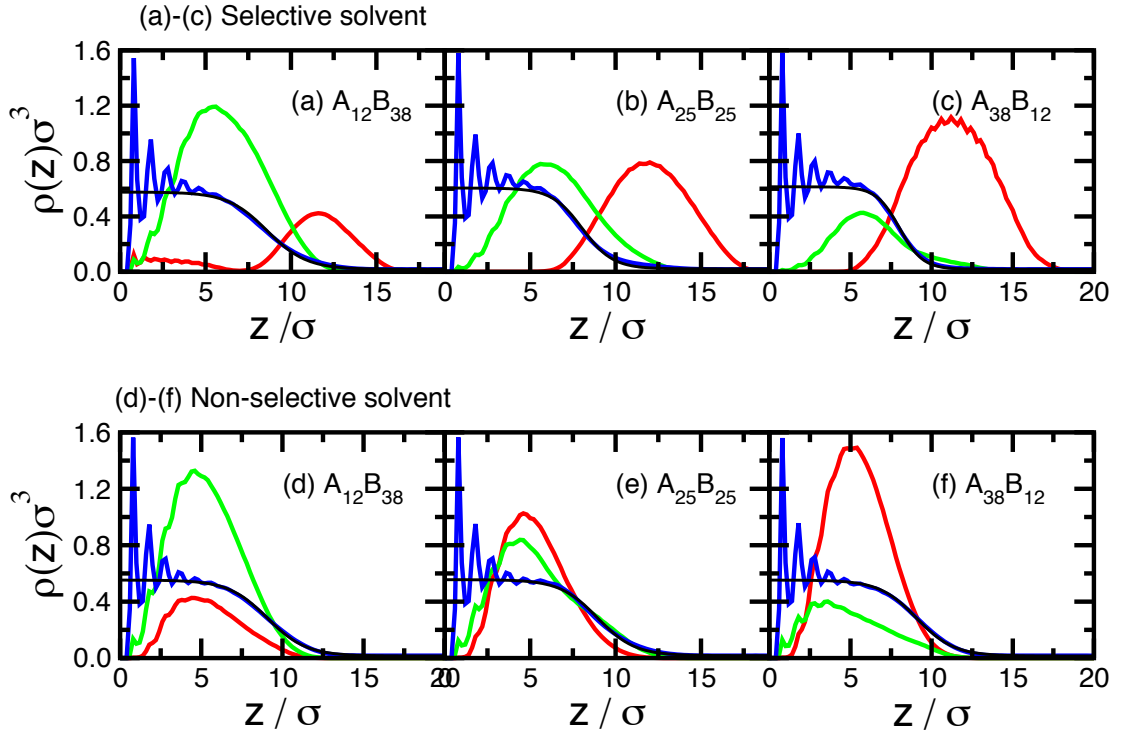 (a)-(c) Selective solvent
ρ(z)σ³
1.6
1.2
0.8
0.4
0.0
(a) A₁₂B₃₈
(b) A₂₅B₂₅
(c) A₃₈B₁₂
0 5 10 15 0 5 10 15 0 5 10 15 20
z /σ z / σ z / σ
(d)-(f) Non-selective solvent
ρ(z)σ³
1.6
1.2
0.8
0.4
0.0
(d) A₁₂B₃₈
(e) A₂₅B₂₅
(f) A₃₈B₁₂
0 5 10 15 20 0 5 10 15 0 5 10 15 20
z / σ z / σ z / σ